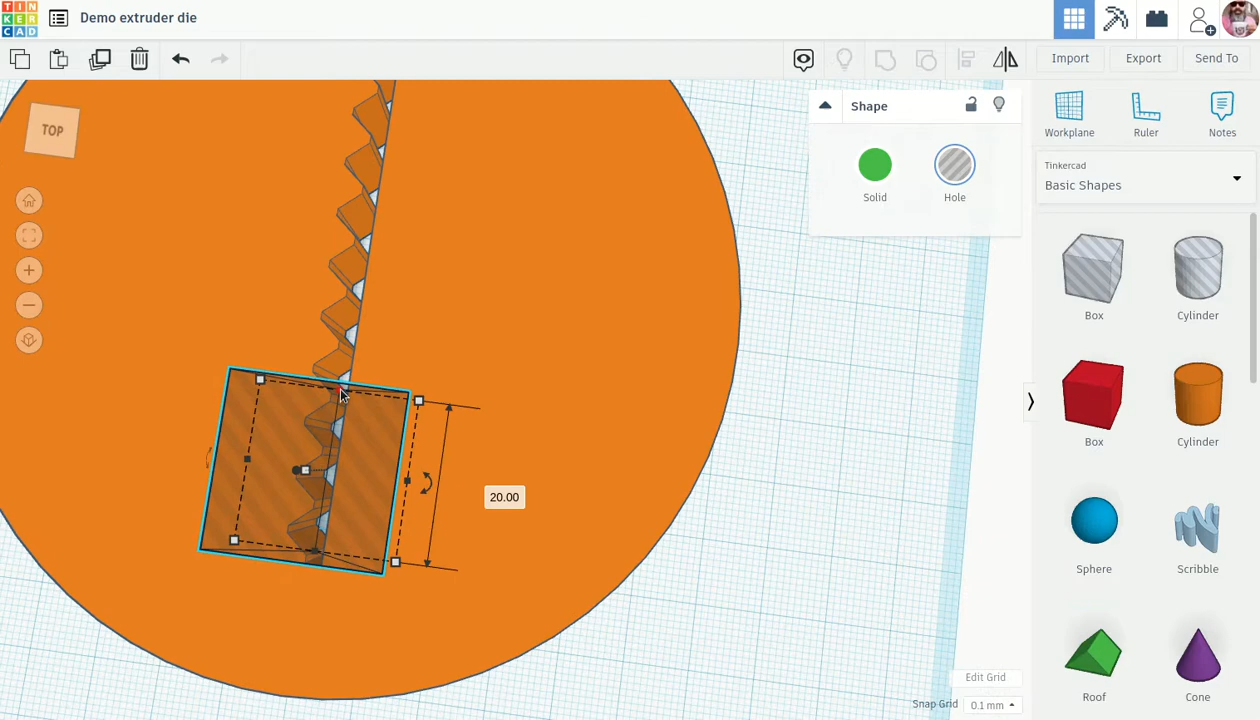 TIN
KER
CAD
Demo extruder die
Import
Export
Send To
TOP
Shape
Solid
Hole
Workplane
Ruler
Notes
Tinkercad
Basic Shapes
Box
Cylinder
Box
Cylinder
20.00
Sphere
Scribble
Edit Grid
Snap Grid
0.1 mm
Roof
Cone